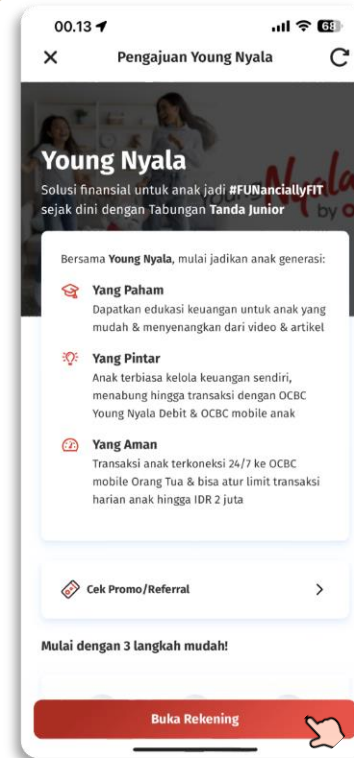 00.13
68
Pengajuan Young Nyala
Young Nyala
Solusi finansial untuk anak jadi #FUNanciallyFIT
sejak dini dengan Tabungan Tanda Junior
Young
Nyala
by
Bersama Young Nyala, mulai jadikan anak generasi:
Yang Paham
Dapatkan edukasi keuangan untuk anak yang
mudah & menyenangkan dari video & artikel
Yang Pintar
Anak terbiasa kelola keuangan sendiri,
menabung hingga transaksi dengan OCBC
Young Nyala Debit & OCBC mobile anak
Yang Aman
Transaksi anak terkoneksi 24/7 ke OCBC
mobile Orang Tua & bisa atur limit transaksi
harian anak hingga IDR 2 juta
Cek Promo/Referral
Mulai dengan 3 langkah mudah!
Buka Rekening